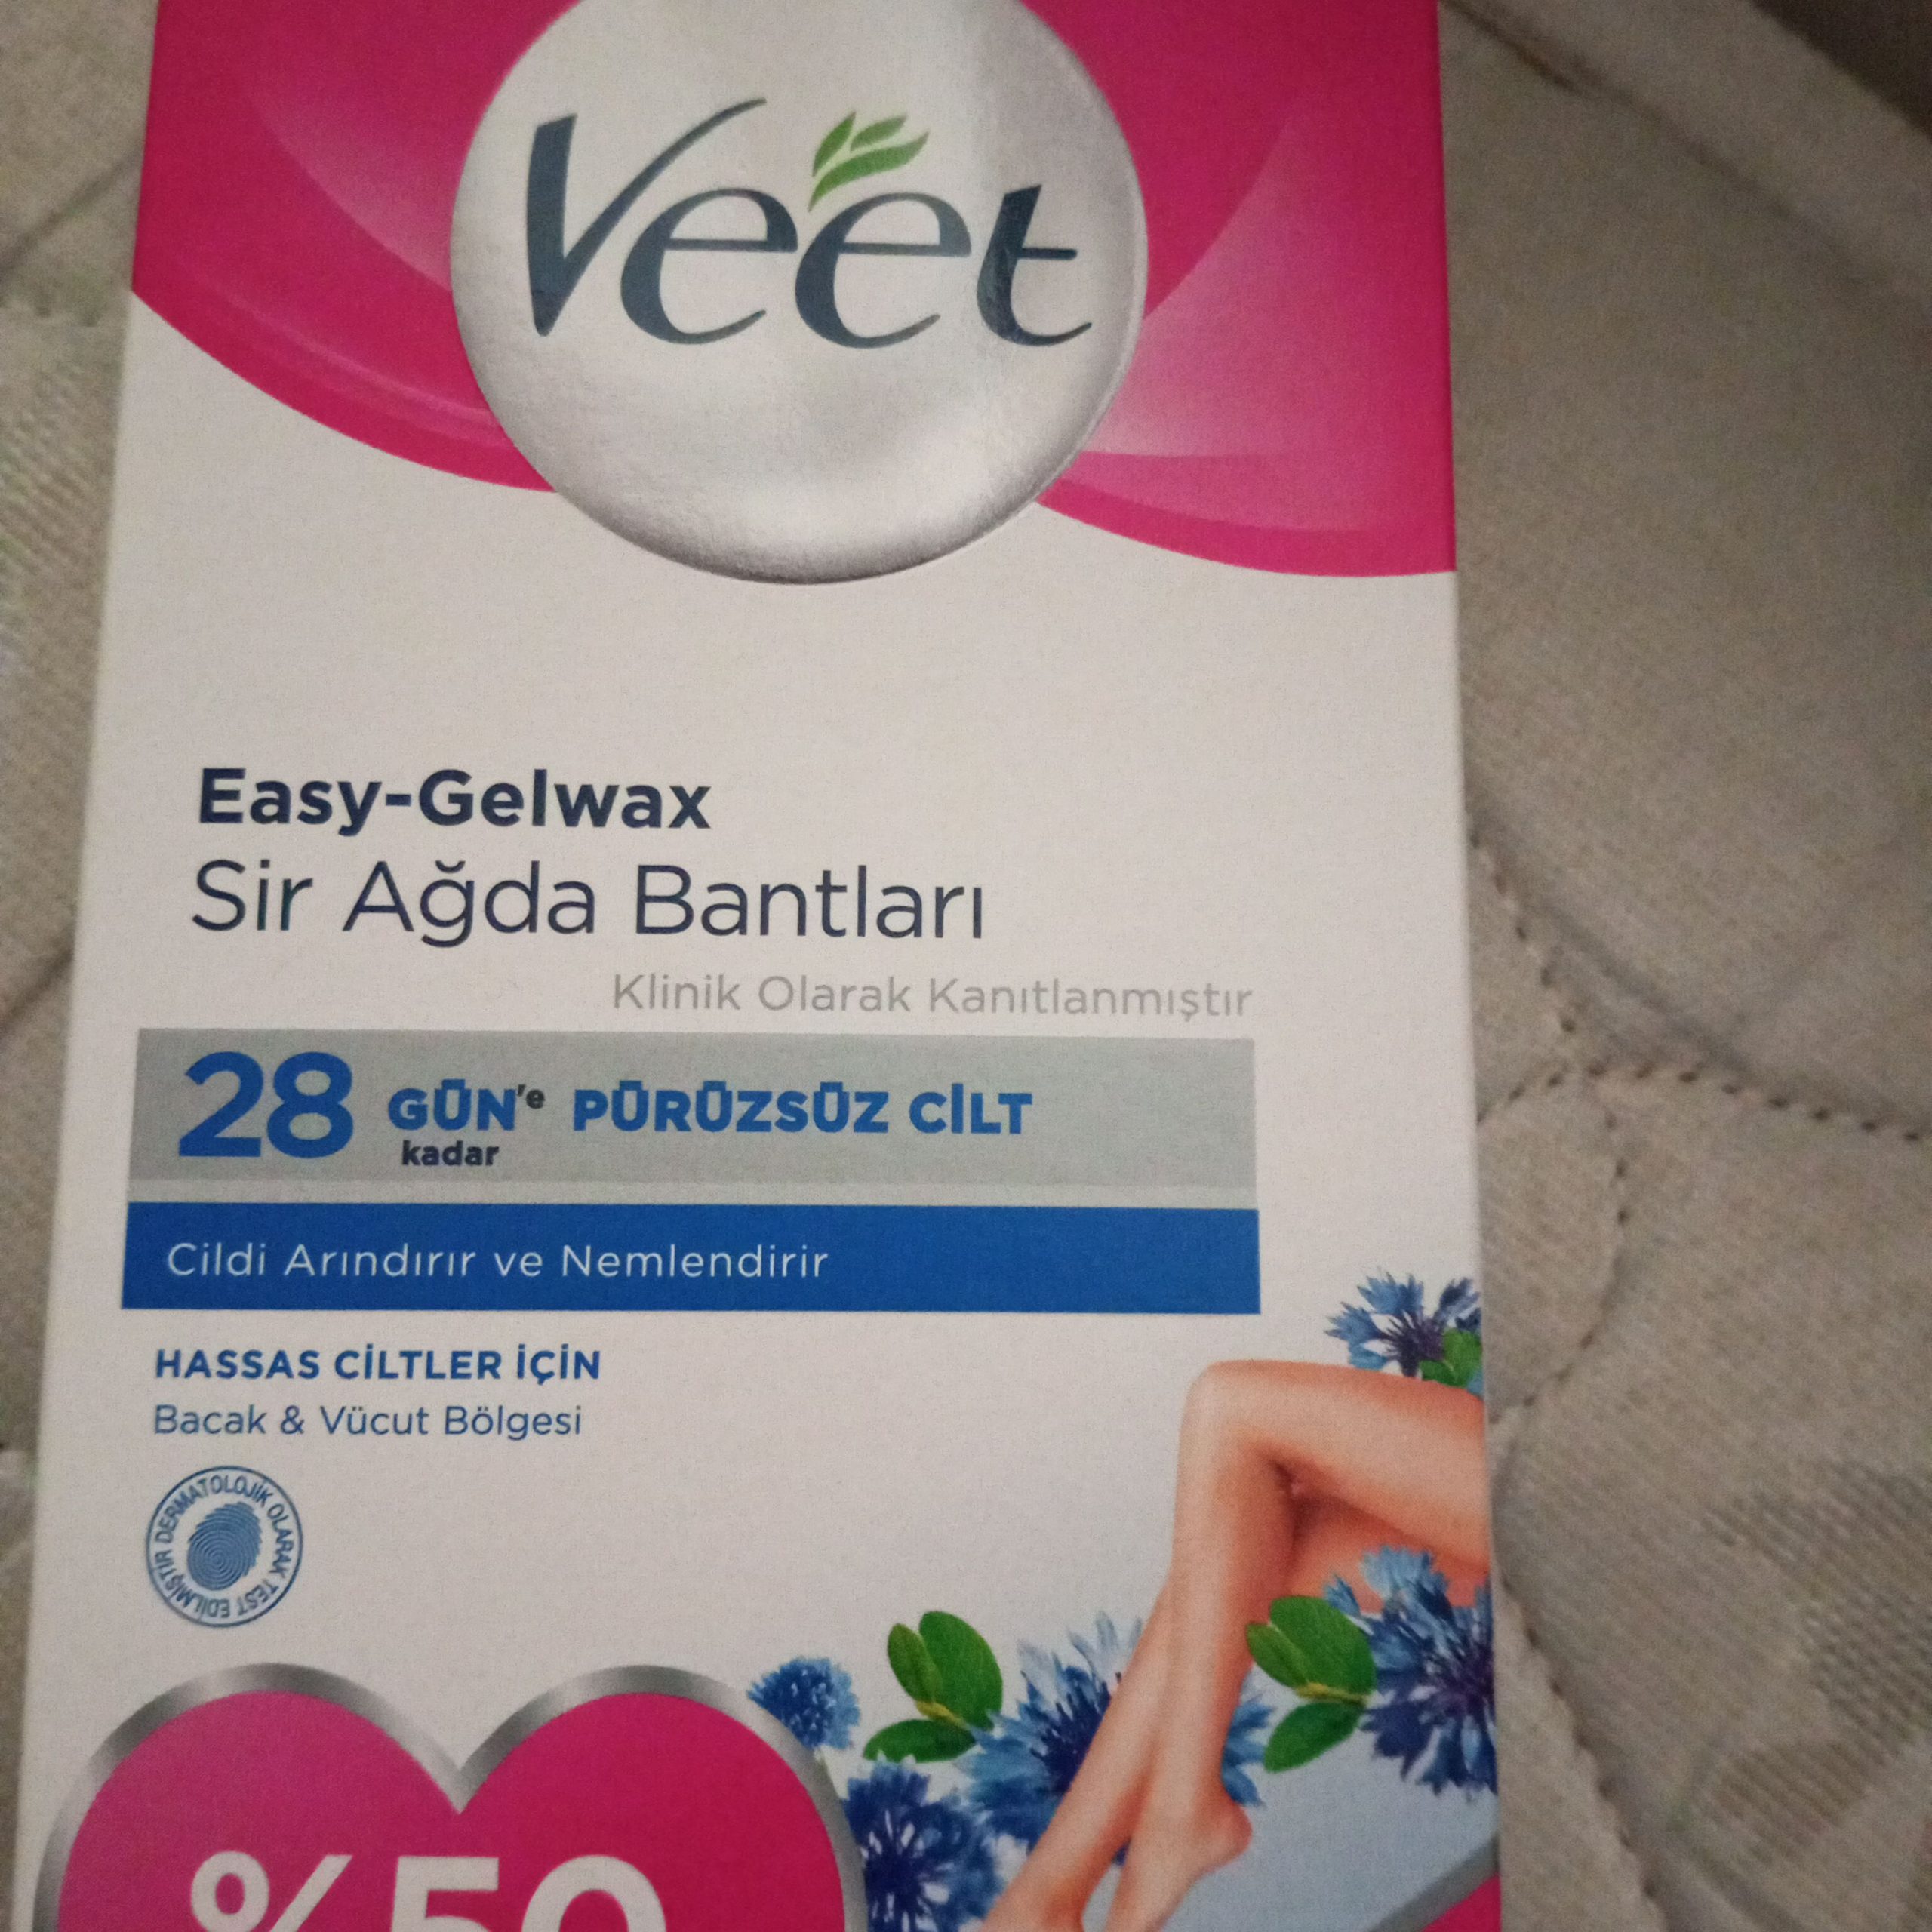 Veet
Easy-Gelwax
Sir Ağda Bantları
Klinik Olarak Kanıtlanmıştır
28 GÜN'e kadar PÜRÜZSÜZ CİLT
Cildi Arındırır ve Nemlendirir
HASSAS CİLTLER İÇİN
Bacak & Vücut Bölgesi
DERMATOLOJİK OLARAK TEST EDİLMİŞTİR
%50